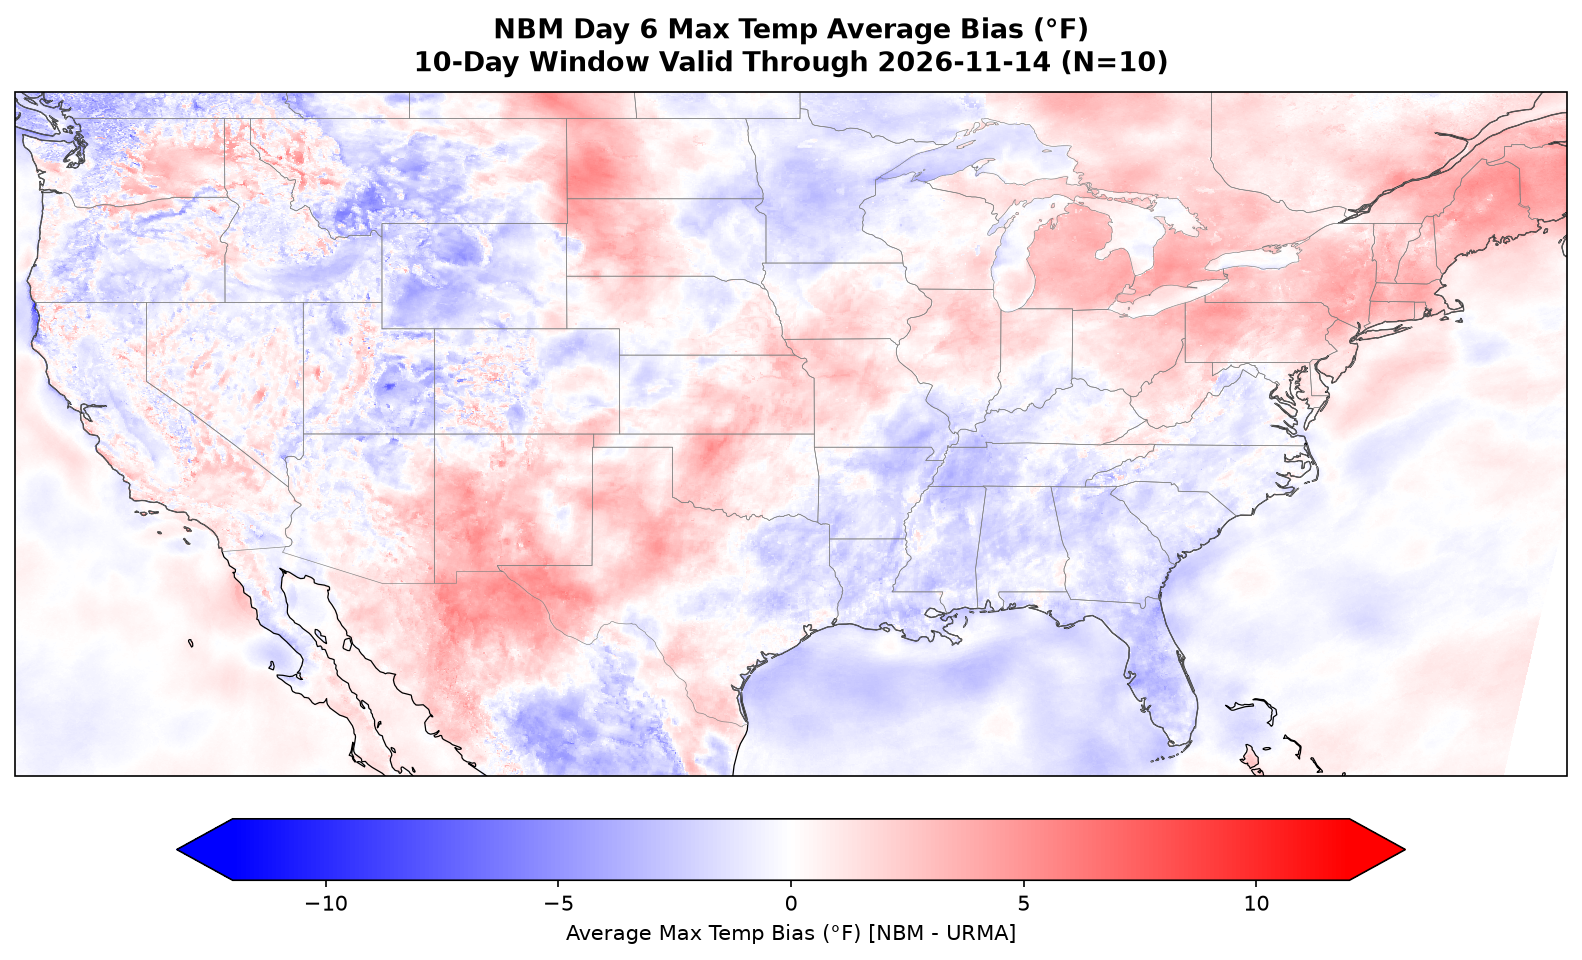 NBM Day 6 Max Temp Average Bias (°F)
10-Day Window Valid Through 2026-11-14 (N=10)
−10 −5 0 5 10
Average Max Temp Bias (°F) [NBM - URMA]